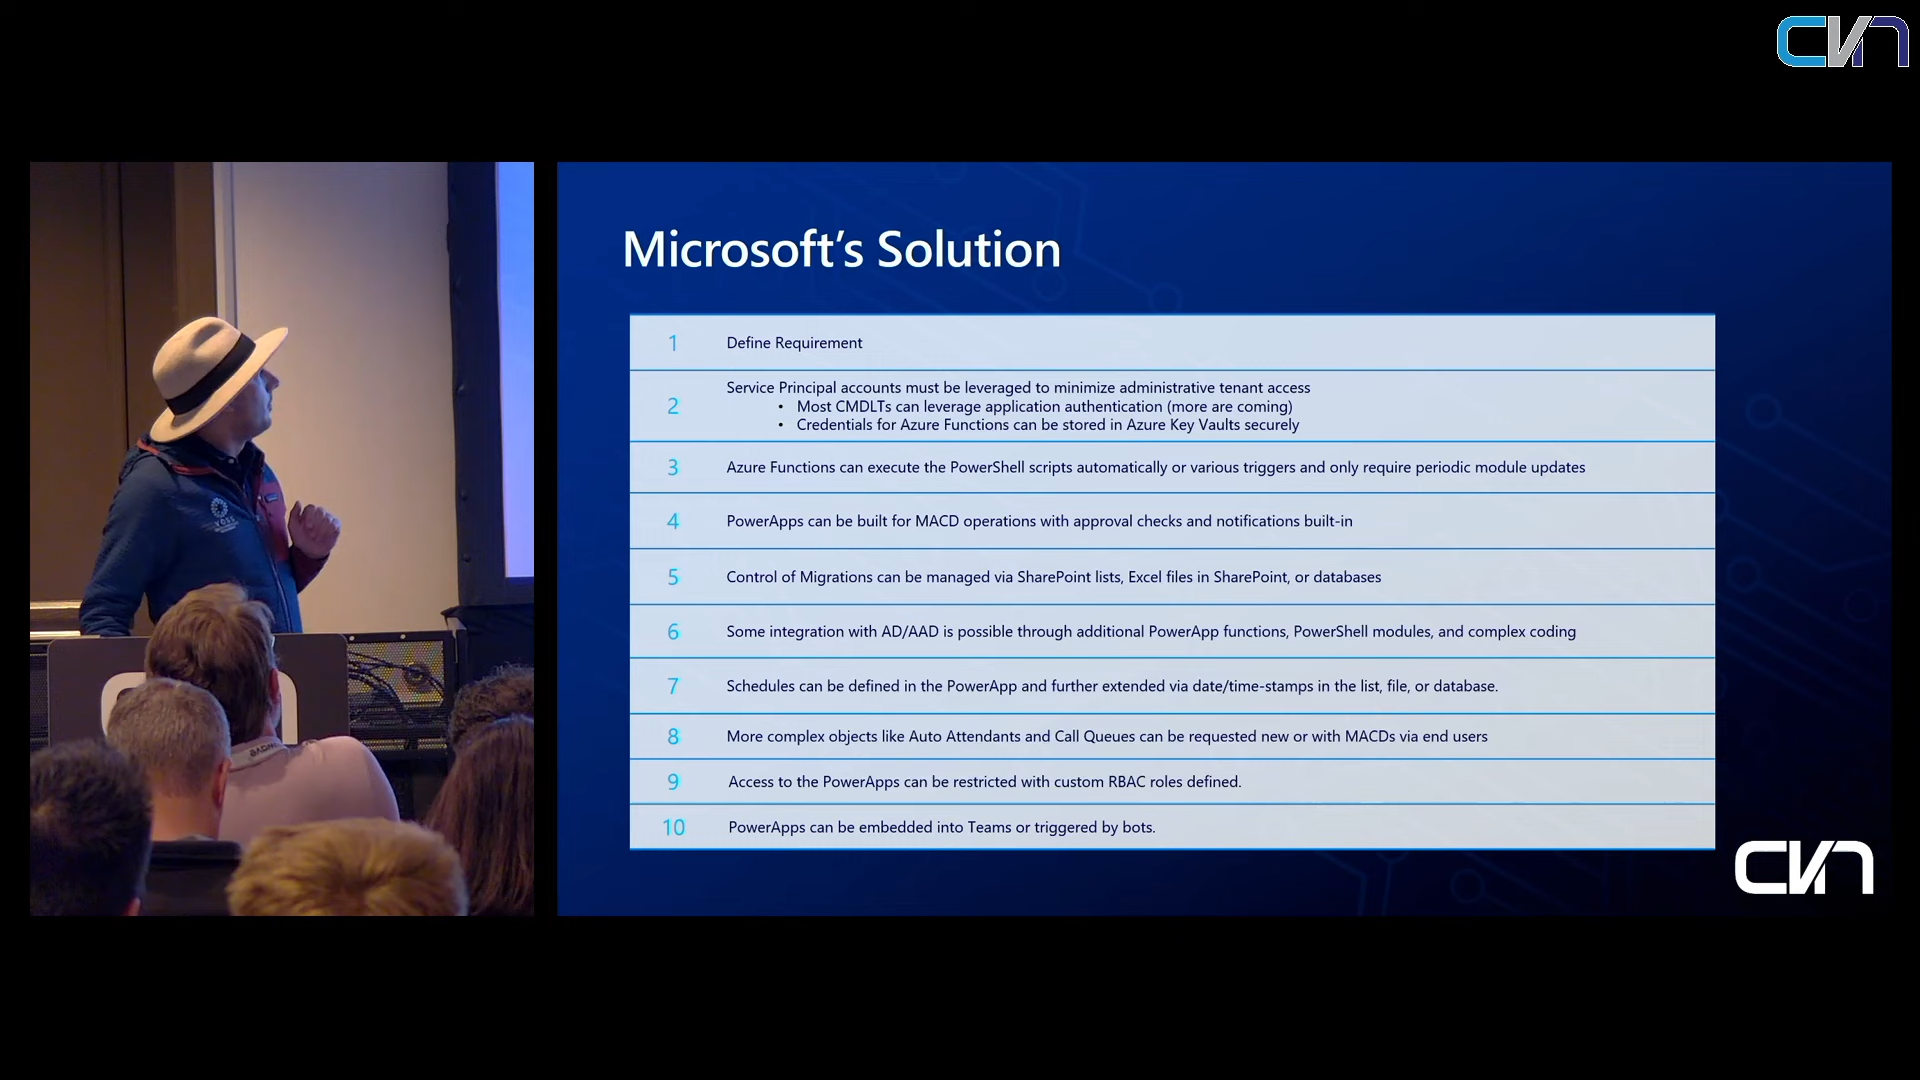 CVN
Microsoft's Solution
1 Define Requirement
2 Service Principal accounts must be leveraged to minimize administrative tenant access
• Most CMDLTs can leverage application authentication (more are coming)
• Credentials for Azure Functions can be stored in Azure Key Vaults securely
3 Azure Functions can execute the PowerShell scripts automatically or various triggers and only require periodic module updates
4 PowerApps can be built for MACD operations with approval checks and notifications built-in
5 Control of Migrations can be managed via SharePoint lists, Excel files in SharePoint, or databases
6 Some integration with AD/AAD is possible through additional PowerApp functions, PowerShell modules, and complex coding
7 Schedules can be defined in the PowerApp and further extended via date/time-stamps in the list, file, or database.
8 More complex objects like Auto Attendants and Call Queues can be requested new or with MACDs via end users
9 Access to the PowerApps can be restricted with custom RBAC roles defined.
10 PowerApps can be embedded into Teams or triggered by bots.
CVN
VOSS